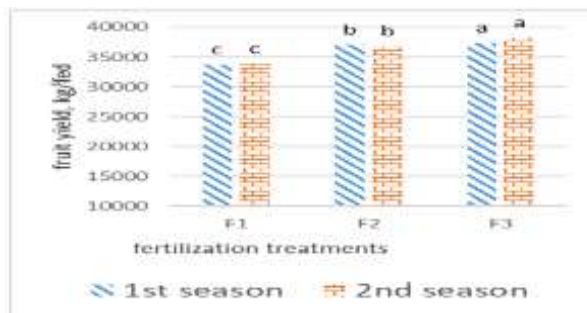 fruit yield, kg/fed
40000
35000
30000
25000
20000
15000
10000
c c b b a a
F1 F2 F3
fertilization treatments
1st season 2nd season